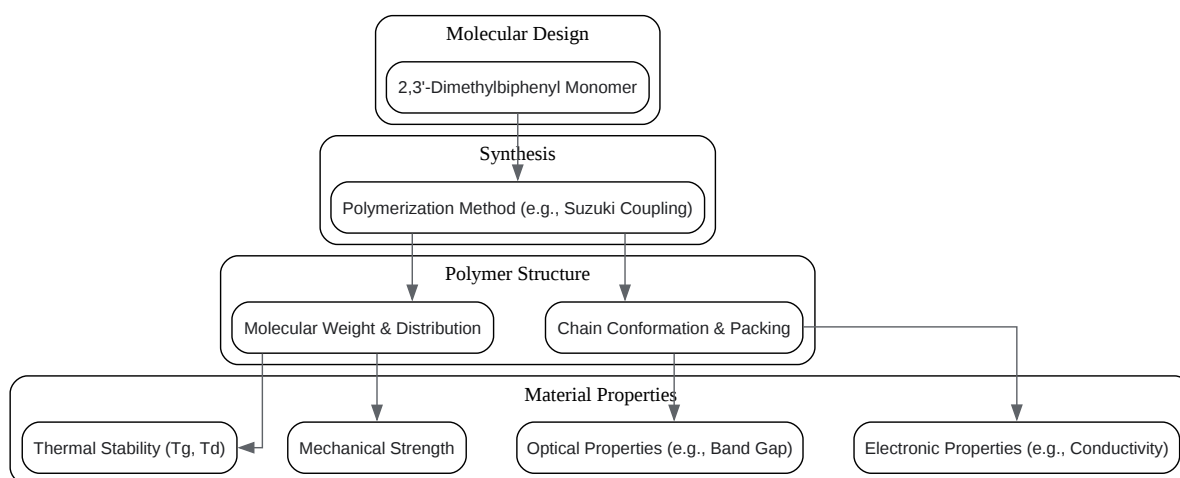 Molecular Design
2,3'-Dimethylbiphenyl Monomer
Synthesis
Polymerization Method (e.g., Suzuki Coupling)
Polymer Structure
Molecular Weight & Distribution
Chain Conformation & Packing
Material Properties
Thermal Stability (Tg, Td)
Mechanical Strength
Optical Properties (e.g., Band Gap)
Electronic Properties (e.g., Conductivity)